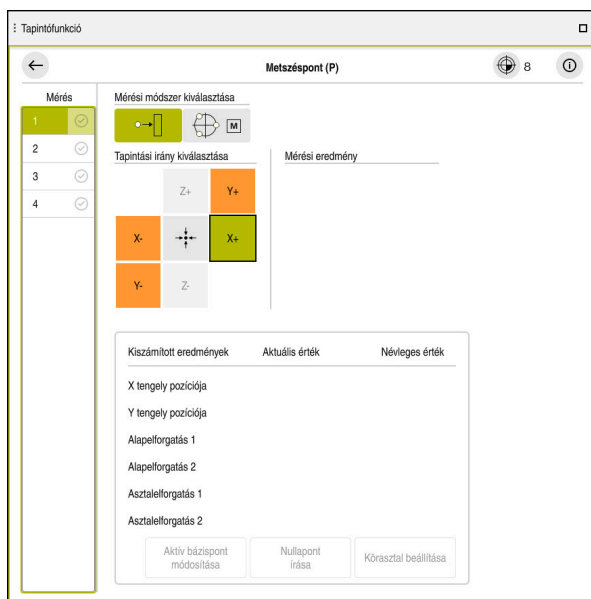 Tapintófunkció
Metszéspont (P)
8
Mérés
1
2
3
4
Mérési módszer kiválasztása
M
Tapintási irány kiválasztása
Mérési eredmény
Z+
Y+
X-
X+
Y-
Z-
Kiszámított eredmények
Aktuális érték
Névleges érték
X tengely pozíciója
Y tengely pozíciója
Alapelforgatás 1
Alapelforgatás 2
Asztalelforgatás 1
Asztalelforgatás 2
Aktív bázispont
módosítása
Nullapont
írása
Körasztal beállítása